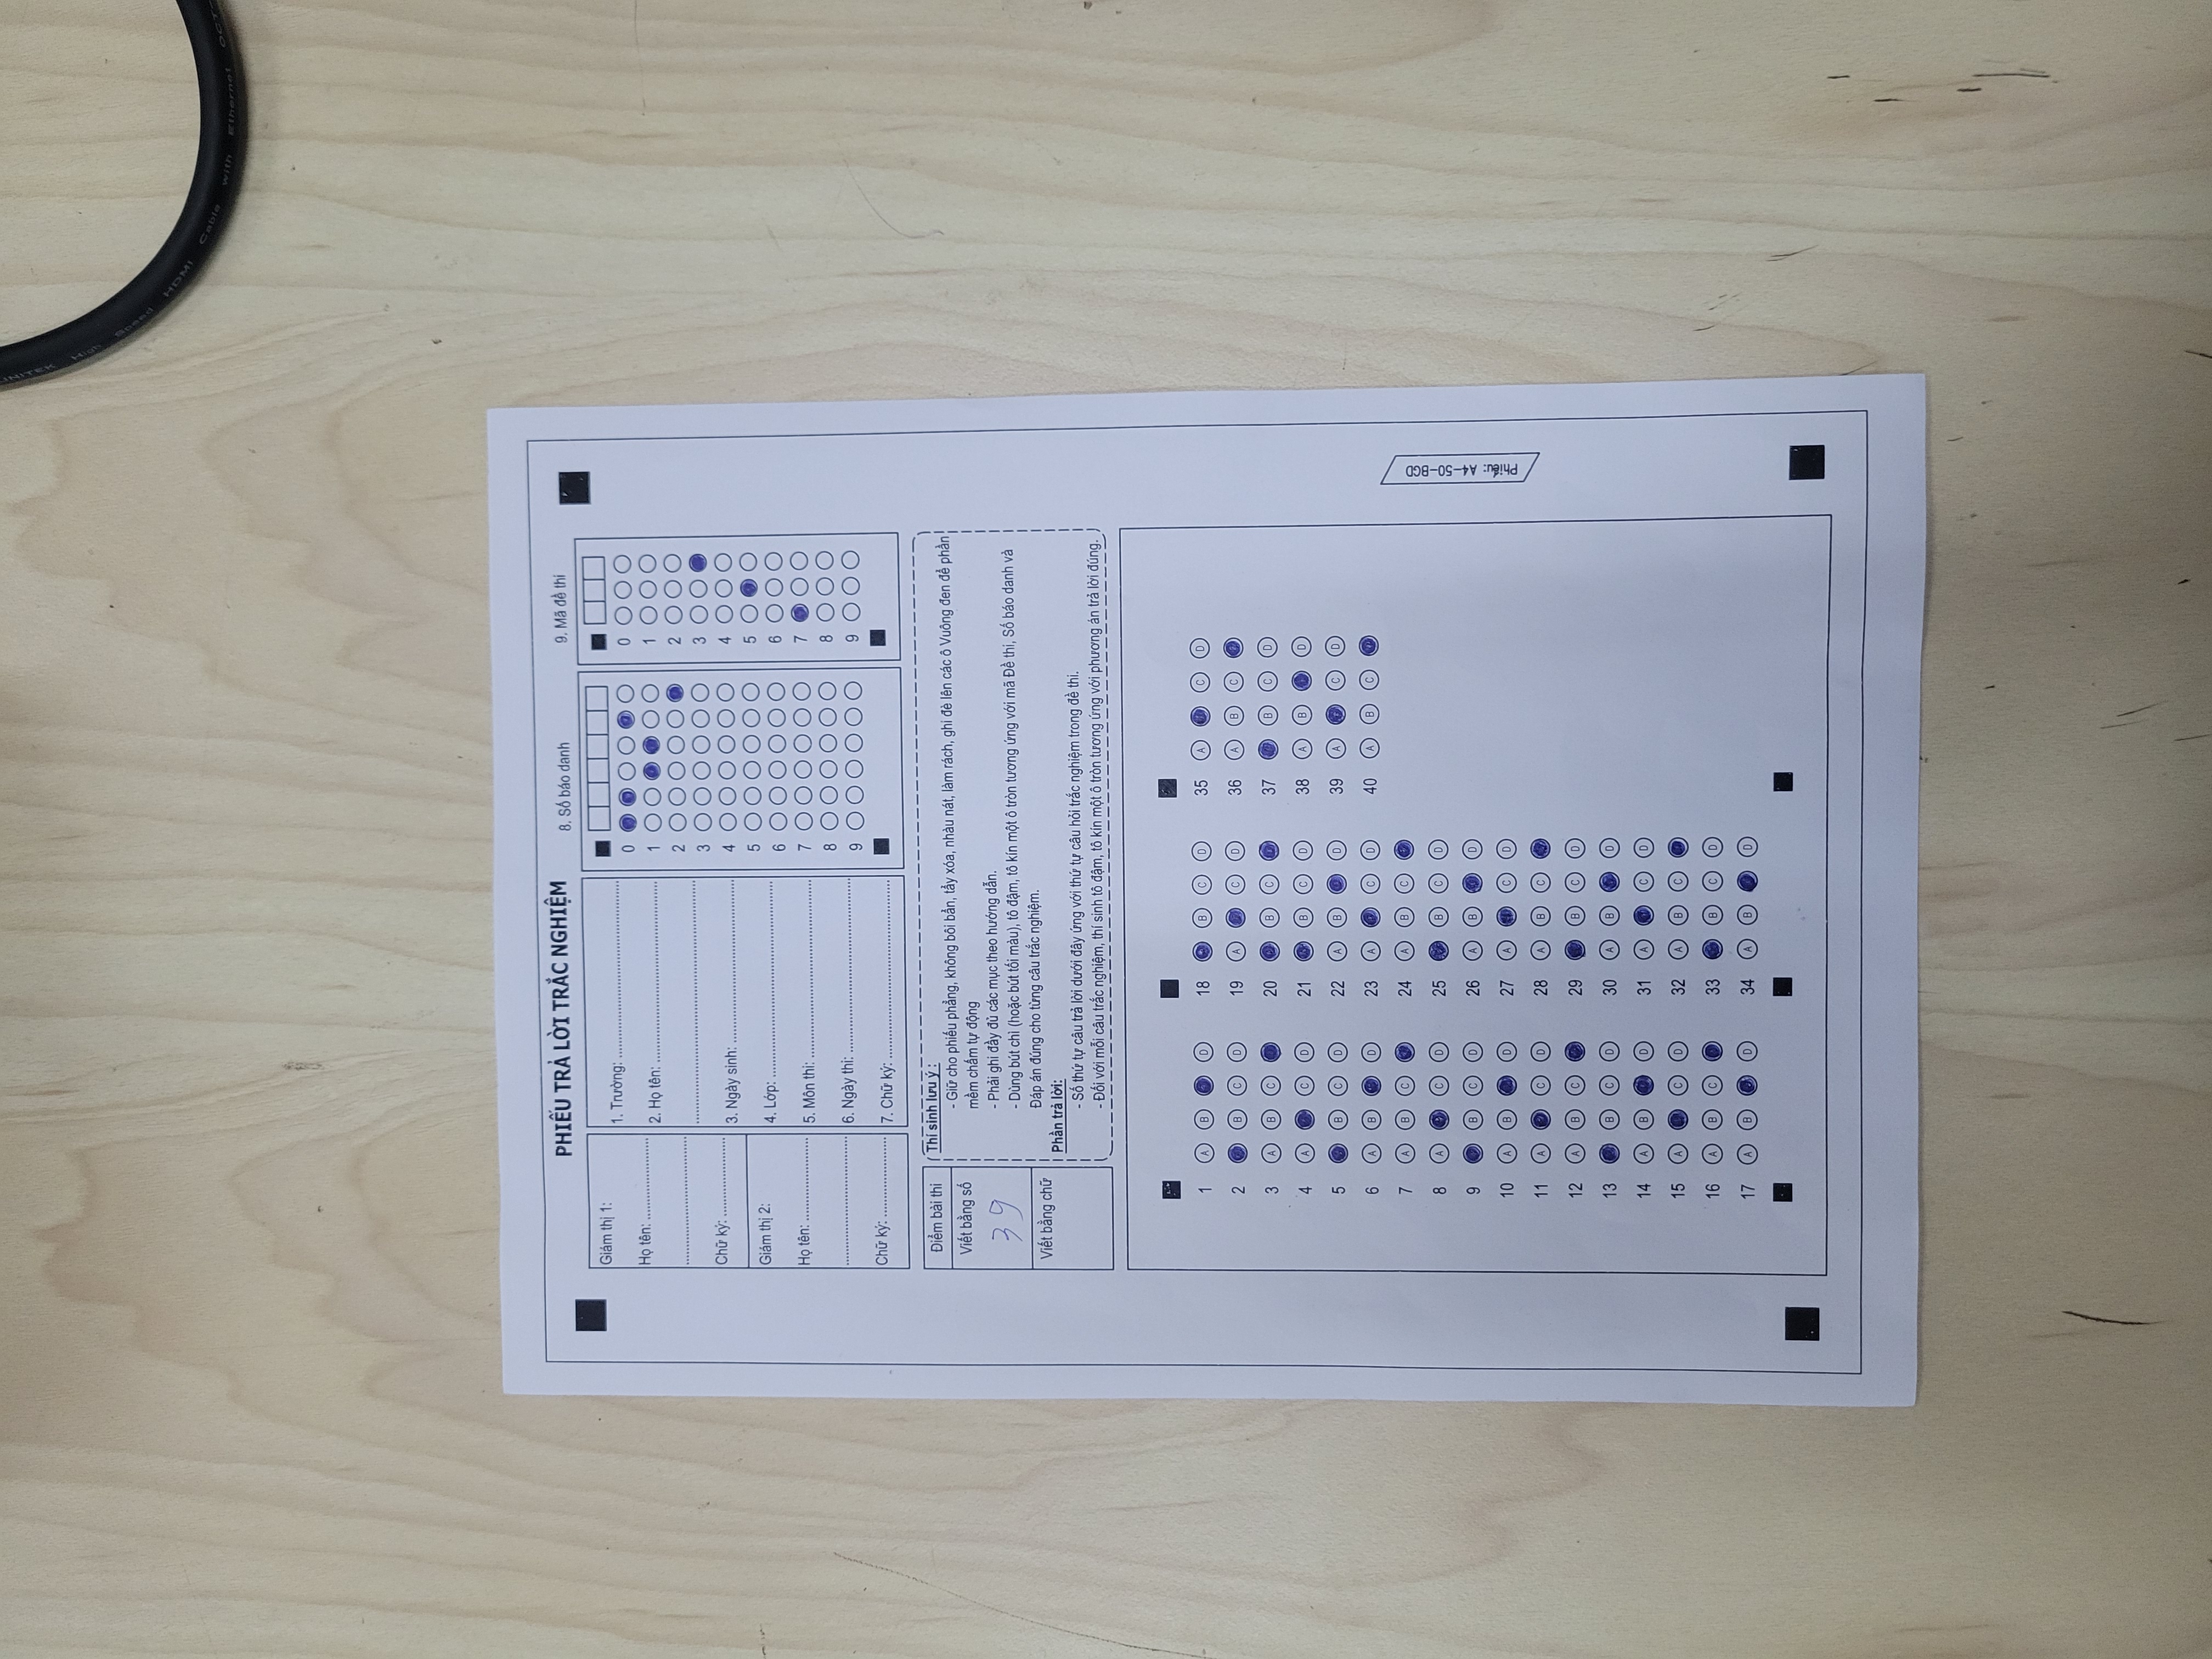 UNITEK High Speed HDMI Cable with Ethernet
PHIẾU TRẢ LỜI TRẮC NGHIỆM
8. Số báo danh
9. Mã đề thi
Giám thị 1:
Họ tên: ........................
........................................
Chữ ký: ........................
Giám thị 2:
Họ tên: ........................
........................................
Chữ ký: ........................
1. Trường: ..................................................
2. Họ tên: ..................................................
.....................................................................
3. Ngày sinh: ..............................................
4. Lớp: ........................................................
5. Môn thi: ..................................................
6. Ngày thi: .................................................
7. Chữ ký: ...................................................
0
1
2
3
4
5
6
7
8
9
0
1
2
3
4
5
6
7
8
9
Điểm bài thi
Viết bằng số
39
Viết bằng chữ
Thí sinh lưu ý :
- Giữ cho phiếu phẳng, không bôi bẩn, tẩy xóa, nhàu nát, làm rách, ghi đè lên các ô Vuông đen để phần
mềm chấm tự động
- Phải ghi đầy đủ các mục theo hướng dẫn.
- Dùng bút chì (hoặc bút tối màu), tô đậm, tô kín một ô tròn tương ứng với mã Đề thi, Số báo danh và
Đáp án đúng cho từng câu trắc nghiệm.
Phần trả lời:
- Số thứ tự câu trả lời dưới đây ứng với thứ tự câu hỏi trắc nghiệm trong đề thi.
- Đối với mỗi câu trắc nghiệm, thí sinh tô đậm, tô kín một ô tròn tương ứng với phương án trả lời đúng.
1 A B D
2 B C D
3 A B C
4 A C D
5 B C D
6 A B D
7 A B C
8 A C D
9 B C D
10 A B D
11 A C D
12 A B C
13 B C D
14 A B D
15 A C D
16 A B C
17 A B D
18 B C D
19 A C D
20 B C
21 B C D
22 A B D
23 A C D
24 A B C
25 B C D
26 A B D
27 A C D
28 A B C
29 B C D
30 A B D
31 A C D
32 A B C
33 B C D
34 A B D
35 A C D
36 A B C
37 B C D
38 A B D
39 A C D
40 A B C
Phiếu: A4-50-BGD